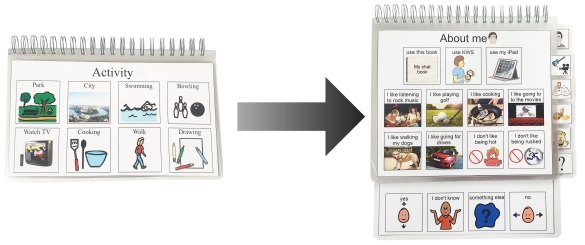 Activity
Park City Swimming Bowling
Watch TV Cooking Walk Drawing
About me
use this book use KWS use my iPad
My chat
book
I like listening
to rock music
I like playing
golf
I like cooking
I like going to
to the movies
I like walking
my dogs
I like going for
drives
I don't like
being hot
I don't like
being rushed
yes I don't know something else no
?